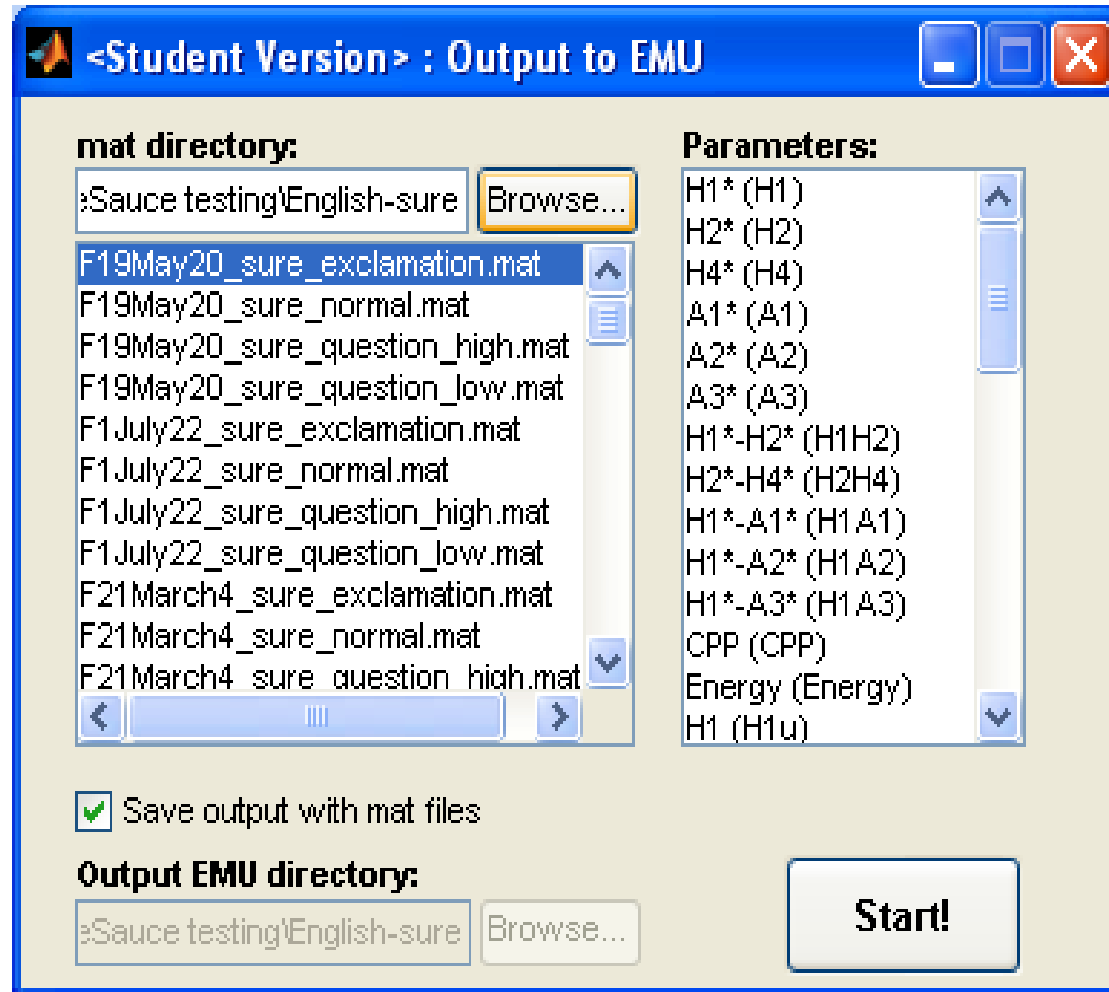 <Student Version> : Output to EMU
mat directory:
eSauce testing\English-sure
Browse...
F19May20_sure_exclamation.mat
F19May20_sure_normal.mat
F19May20_sure_question_high.mat
F19May20_sure_question_low.mat
F1July22_sure_exclamation.mat
F1July22_sure_normal.mat
F1July22_sure_question_high.mat
F1July22_sure_question_low.mat
F21March4_sure_exclamation.mat
F21March4_sure_normal.mat
F21March4_sure_question_high.mat
Parameters:
H1* (H1)
H2* (H2)
H4* (H4)
A1* (A1)
A2* (A2)
A3* (A3)
H1*-H2* (H1H2)
H2*-H4* (H2H4)
H1*-A1* (H1A1)
H1*-A2* (H1A2)
H1*-A3* (H1A3)
CPP (CPP)
Energy (Energy)
H1 (H1u)
Save output with mat files
Output EMU directory:
eSauce testing\English-sure
Browse...
Start!